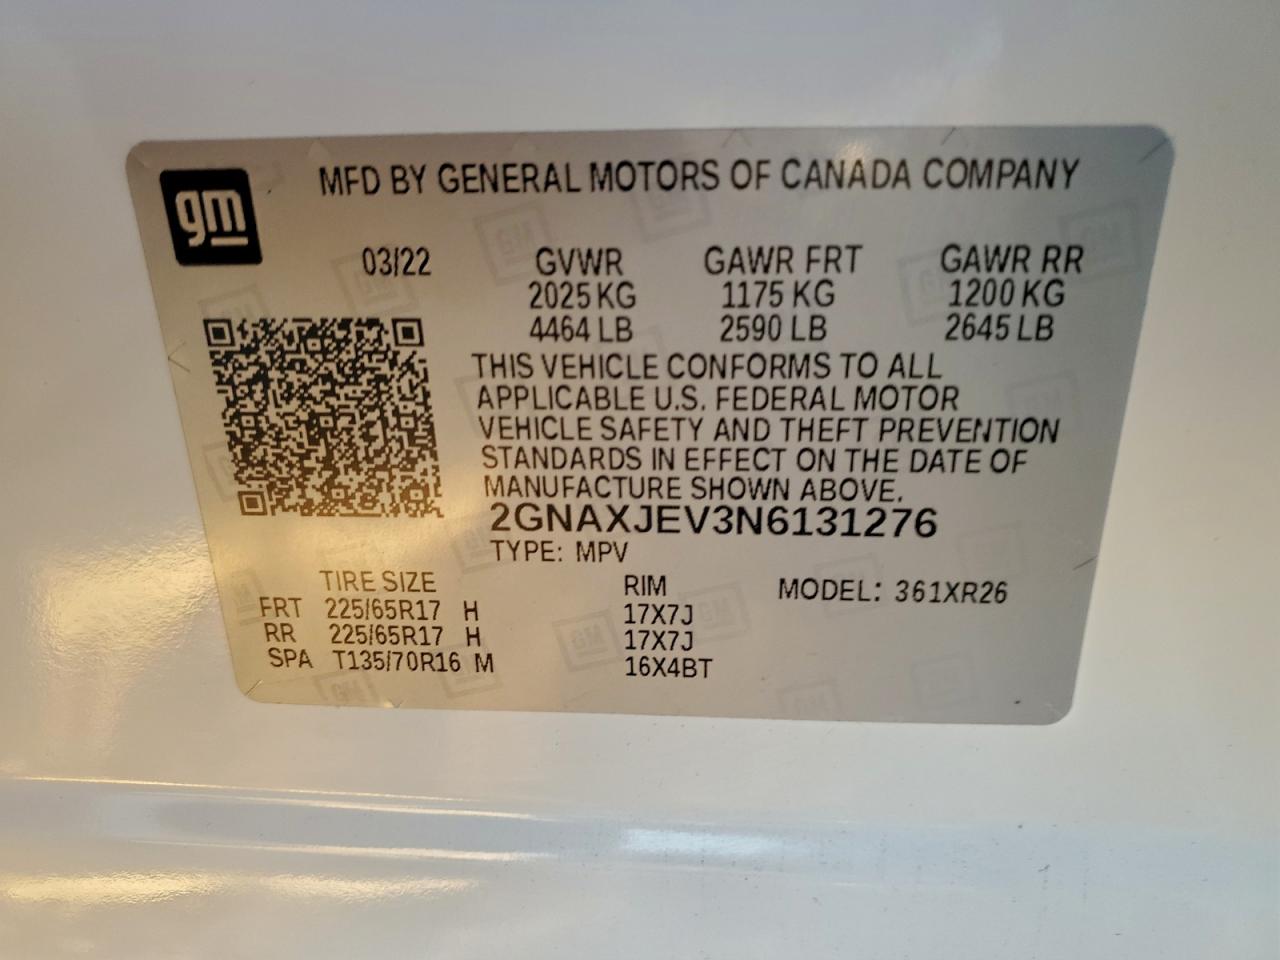 gm
MFD BY GENERAL MOTORS OF CANADA COMPANY
03/22 GVWR GAWR FRT GAWR RR
2025 KG 1175 KG 1200 KG
4464 LB 2590 LB 2645 LB
THIS VEHICLE CONFORMS TO ALL
APPLICABLE U.S. FEDERAL MOTOR
VEHICLE SAFETY AND THEFT PREVENTION
STANDARDS IN EFFECT ON THE DATE OF
MANUFACTURE SHOWN ABOVE.
2GNAXJEV3N6131276
TYPE: MPV
TIRE SIZE RIM MODEL: 361XR26
FRT 225/65R17 H 17X7J
RR 225/65R17 H 17X7J
SPA T135/70R16 M 16X4BT